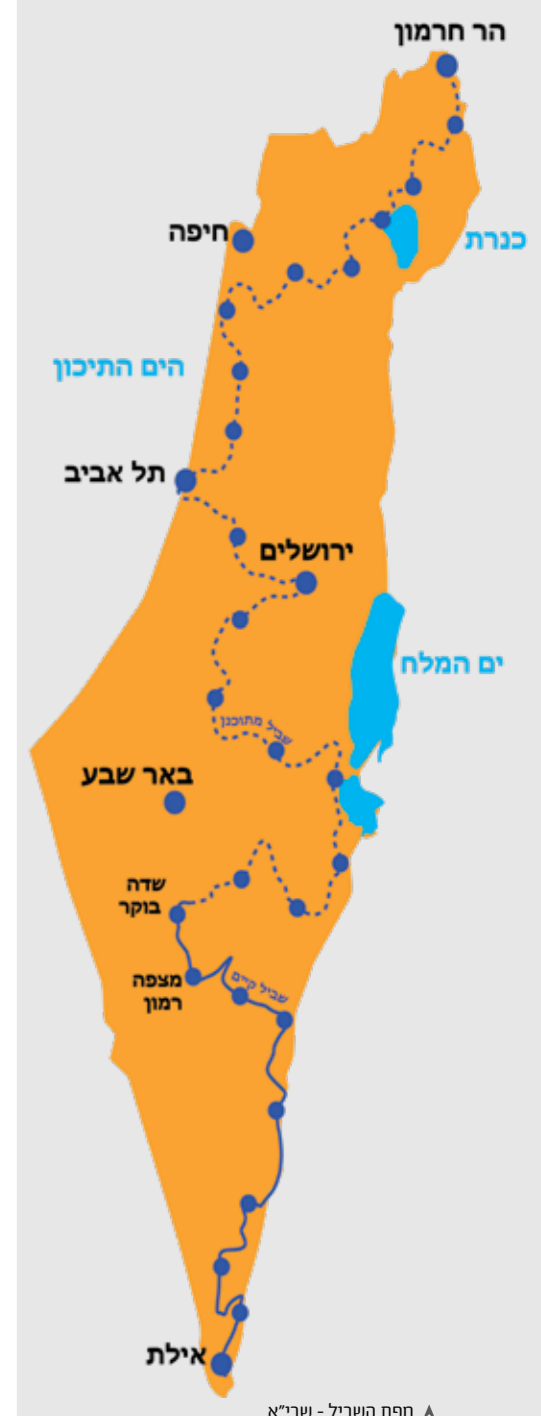 הר חרמון
חיפה
כנרת
הים התיכון
תל אביב
ירושלים
ים המלח
שביל מתוכנן
באר שבע
שדה
בוקר
מצפה
רמון
שביל קיים
אילת
▲ מפת השביל - שבי״א